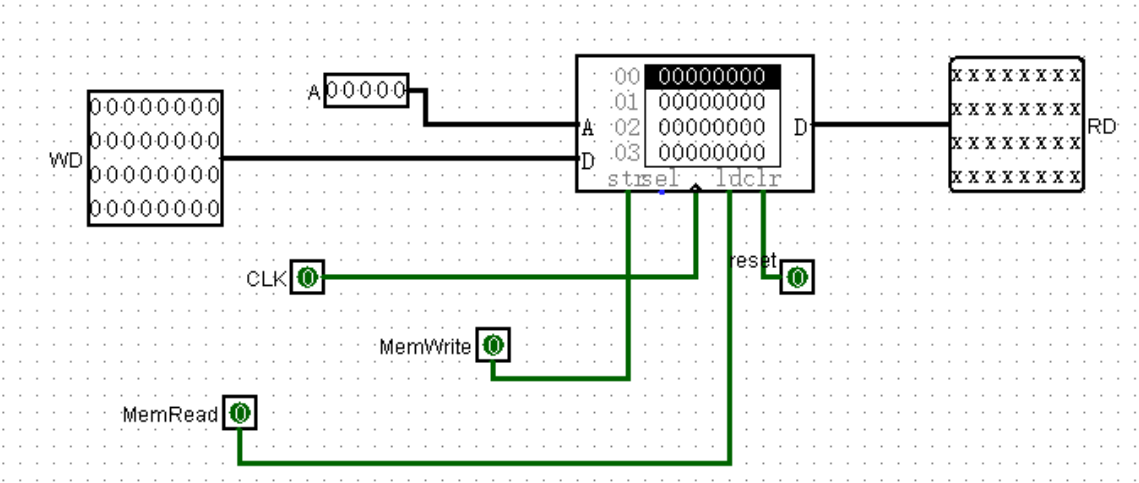 A 00000
00 00000000
01 00000000
02 00000000
03 00000000
A
D
D
str sel ld clr
WD
00000000
00000000
00000000
00000000
xxxxxxxx
xxxxxxxx
xxxxxxxx
xxxxxxxx
RD
CLK 0
reset 0
MemWrite 0
MemRead 0